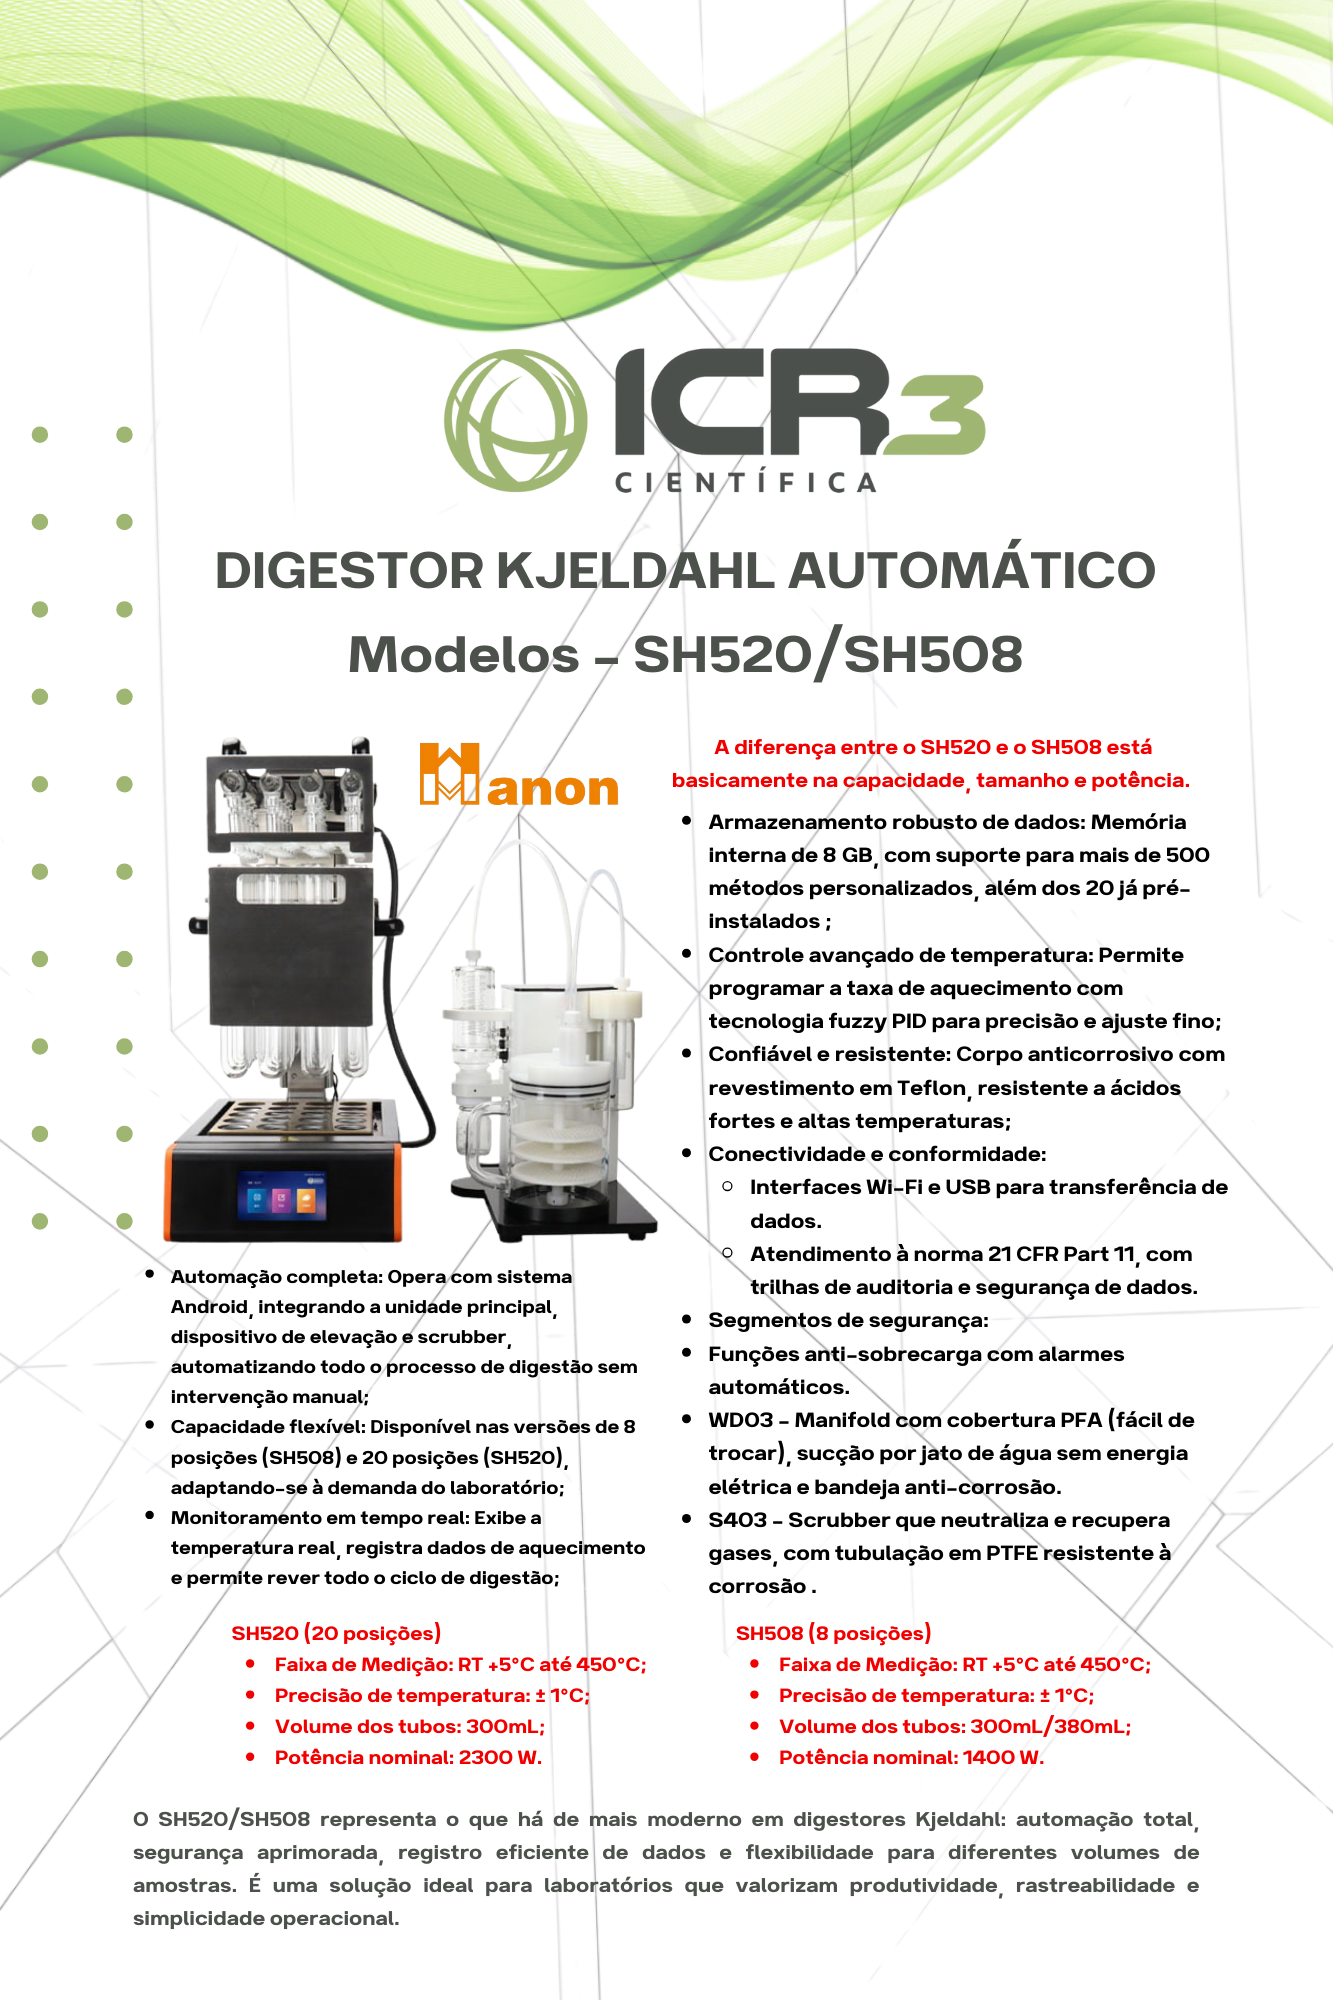 ICR3
CIENTÍFICA
DIGESTOR KJELDAHL AUTOMÁTICO
Modelos - SH520/SH508
Hanon
• Automação completa: Opera com sistema
Android, integrando a unidade principal,
dispositivo de elevação e scrubber,
automatizando todo o processo de digestão sem
intervenção manual;
• Capacidade flexível: Disponível nas versões de 8
posições (SH508) e 20 posições (SH520),
adaptando-se à demanda do laboratório;
• Monitoramento em tempo real: Exibe a
temperatura real, registra dados de aquecimento
e permite rever todo o ciclo de digestão;
A diferença entre o SH520 e o SH508 está
basicamente na capacidade, tamanho e potência.
• Armazenamento robusto de dados: Memória
interna de 8 GB, com suporte para mais de 500
métodos personalizados, além dos 20 já pré-
instalados ;
• Controle avançado de temperatura: Permite
programar a taxa de aquecimento com
tecnologia fuzzy PID para precisão e ajuste fino;
• Confiável e resistente: Corpo anticorrosivo com
revestimento em Teflon, resistente a ácidos
fortes e altas temperaturas;
• Conectividade e conformidade:
○ Interfaces Wi-Fi e USB para transferência de
dados.
○ Atendimento à norma 21 CFR Part 11, com
trilhas de auditoria e segurança de dados.
• Segmentos de segurança:
• Funções anti-sobrecarga com alarmes
automáticos.
• WD03 - Manifold com cobertura PFA (fácil de
trocar), sucção por jato de água sem energia
elétrica e bandeja anti-corrosão.
• S403 - Scrubber que neutraliza e recupera
gases, com tubulação em PTFE resistente à
corrosão .
SH520 (20 posições)
• Faixa de Medição: RT +5°C até 450°C;
• Precisão de temperatura: ± 1°C;
• Volume dos tubos: 300mL;
• Potência nominal: 2300 W.
SH508 (8 posições)
• Faixa de Medição: RT +5°C até 450°C;
• Precisão de temperatura: ± 1°C;
• Volume dos tubos: 300mL/380mL;
• Potência nominal: 1400 W.
O SH520/SH508 representa o que há de mais moderno em digestores Kjeldahl: automação total,
segurança aprimorada, registro eficiente de dados e flexibilidade para diferentes volumes de
amostras. É uma solução ideal para laboratórios que valorizam produtividade, rastreabilidade e
simplicidade operacional.